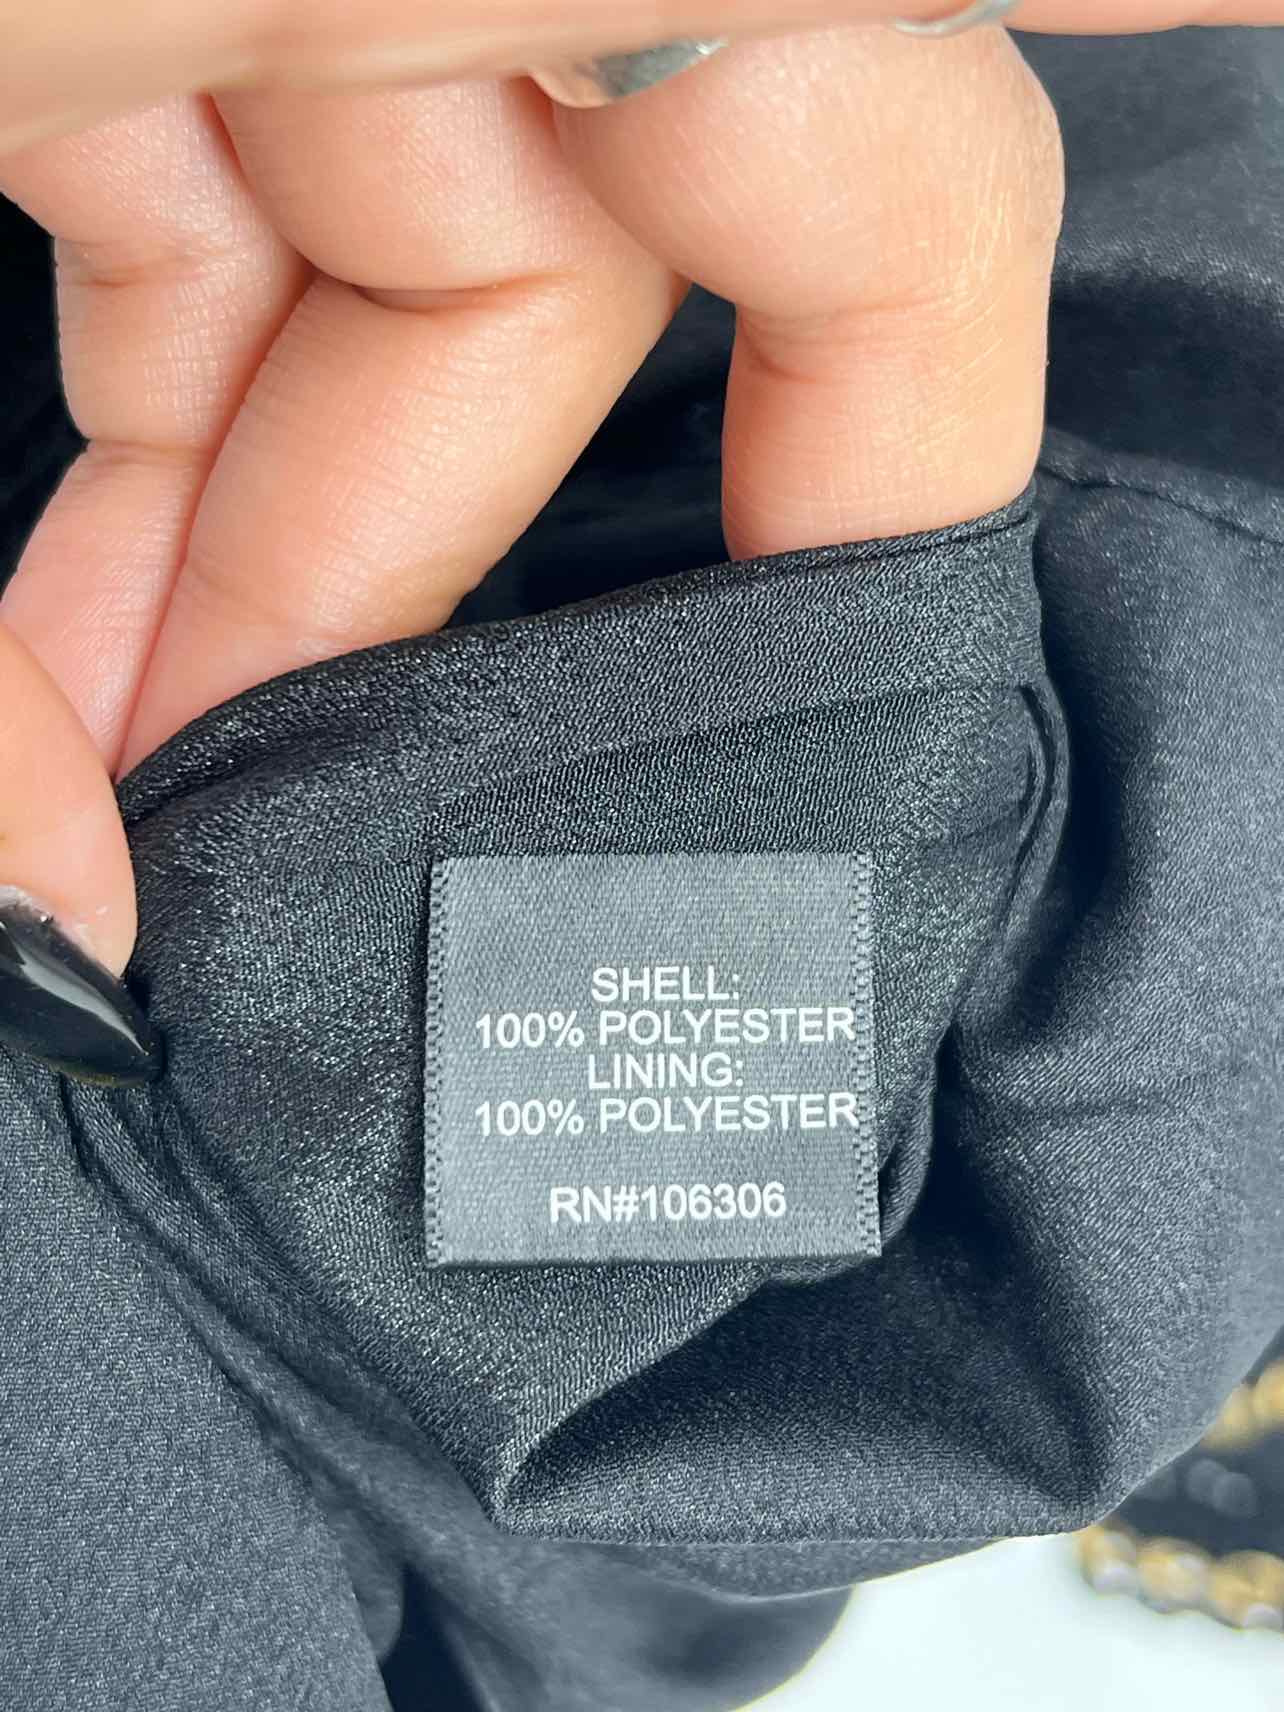 SHELL:
100% POLYESTER
LINING:
100% POLYESTER
RN#106306